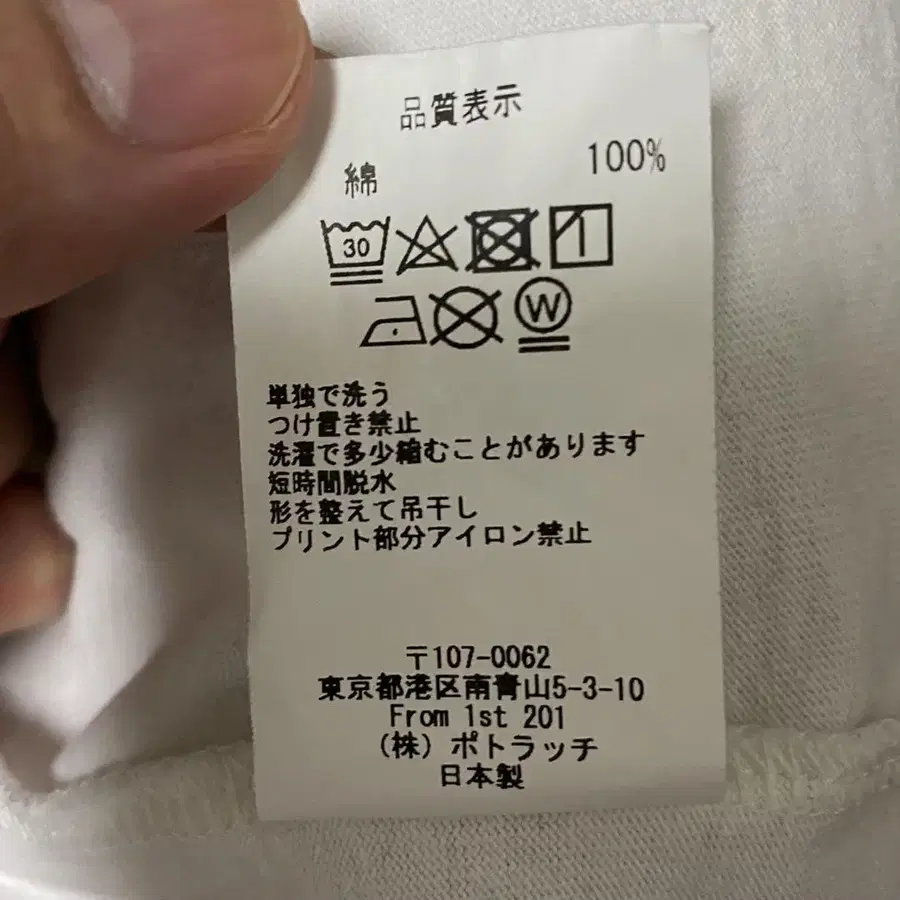 品質表示
綿 100%
30
W
単独で洗う
つけ置き禁止
洗濯で多少縮むことがあります
短時間脱水
形を整えて吊干し
プリント部分アイロン禁止
〒107-0062
東京都港区南青山5-3-10
From 1st 201
（株）ポトラッチ
日本製